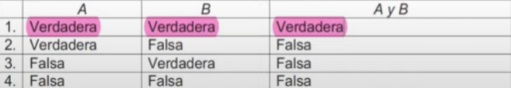 A B A y B
1. Verdadera Verdadera Verdadera
2. Verdadera Falsa Falsa
3. Falsa Verdadera Falsa
4. Falsa Falsa Falsa